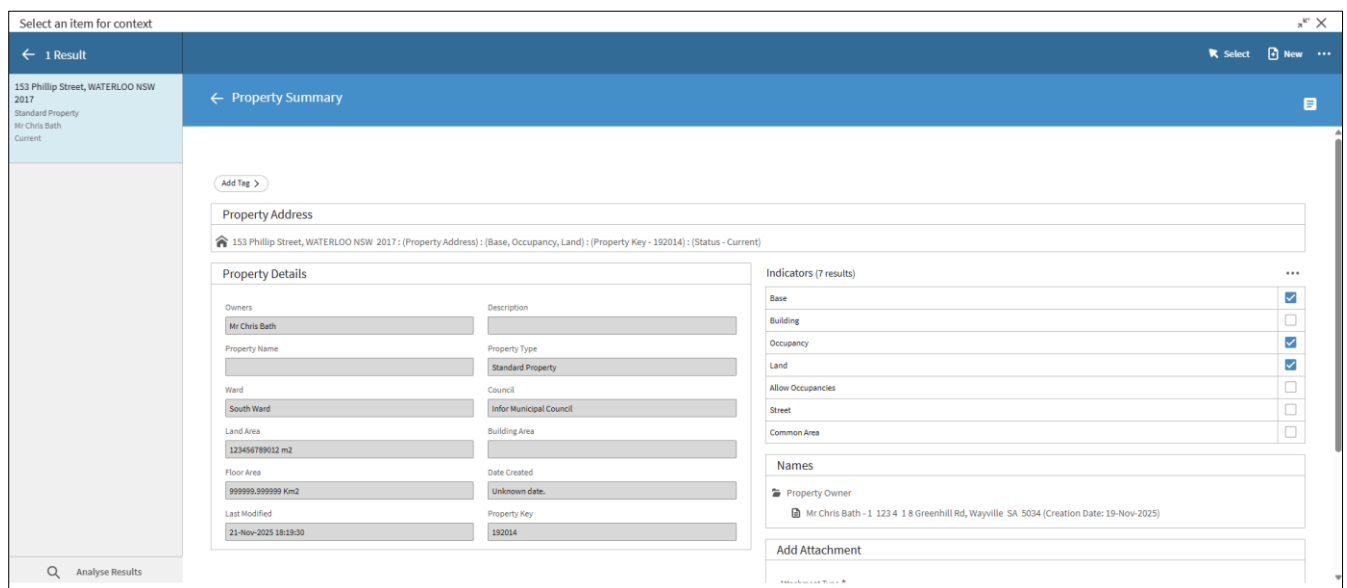 Select an item for context
1 Result
Select
New
153 Phillip Street, WATERLOO NSW
2017
Standard Property
Mr Chris Bath
Current
Property Summary
Add Tag
Property Address
153 Phillip Street, WATERLOO NSW 2017 : (Property Address) : (Base, Occupancy, Land) : (Property Key - 192014) : (Status - Current)
Property Details
Owners
Description
Mr Chris Bath
Property Name
Property Type
Standard Property
Ward
Council
South Ward
Infor Municipal Council
Land Area
Building Area
123456789012 m2
Floor Area
Date Created
999999.999999 Km2
Unknown date.
Last Modified
Property Key
21-Nov-2025 18:19:30
192014
Indicators (7 results)
Base
Building
Occupancy
Land
Allow Occupancies
Street
Common Area
Names
Property Owner
Mr Chris Bath - 1 123 4 1 8 Greenhill Rd, Wayville SA 5034 (Creation Date: 19-Nov-2025)
Add Attachment
Attachment Type *
Analyse Results